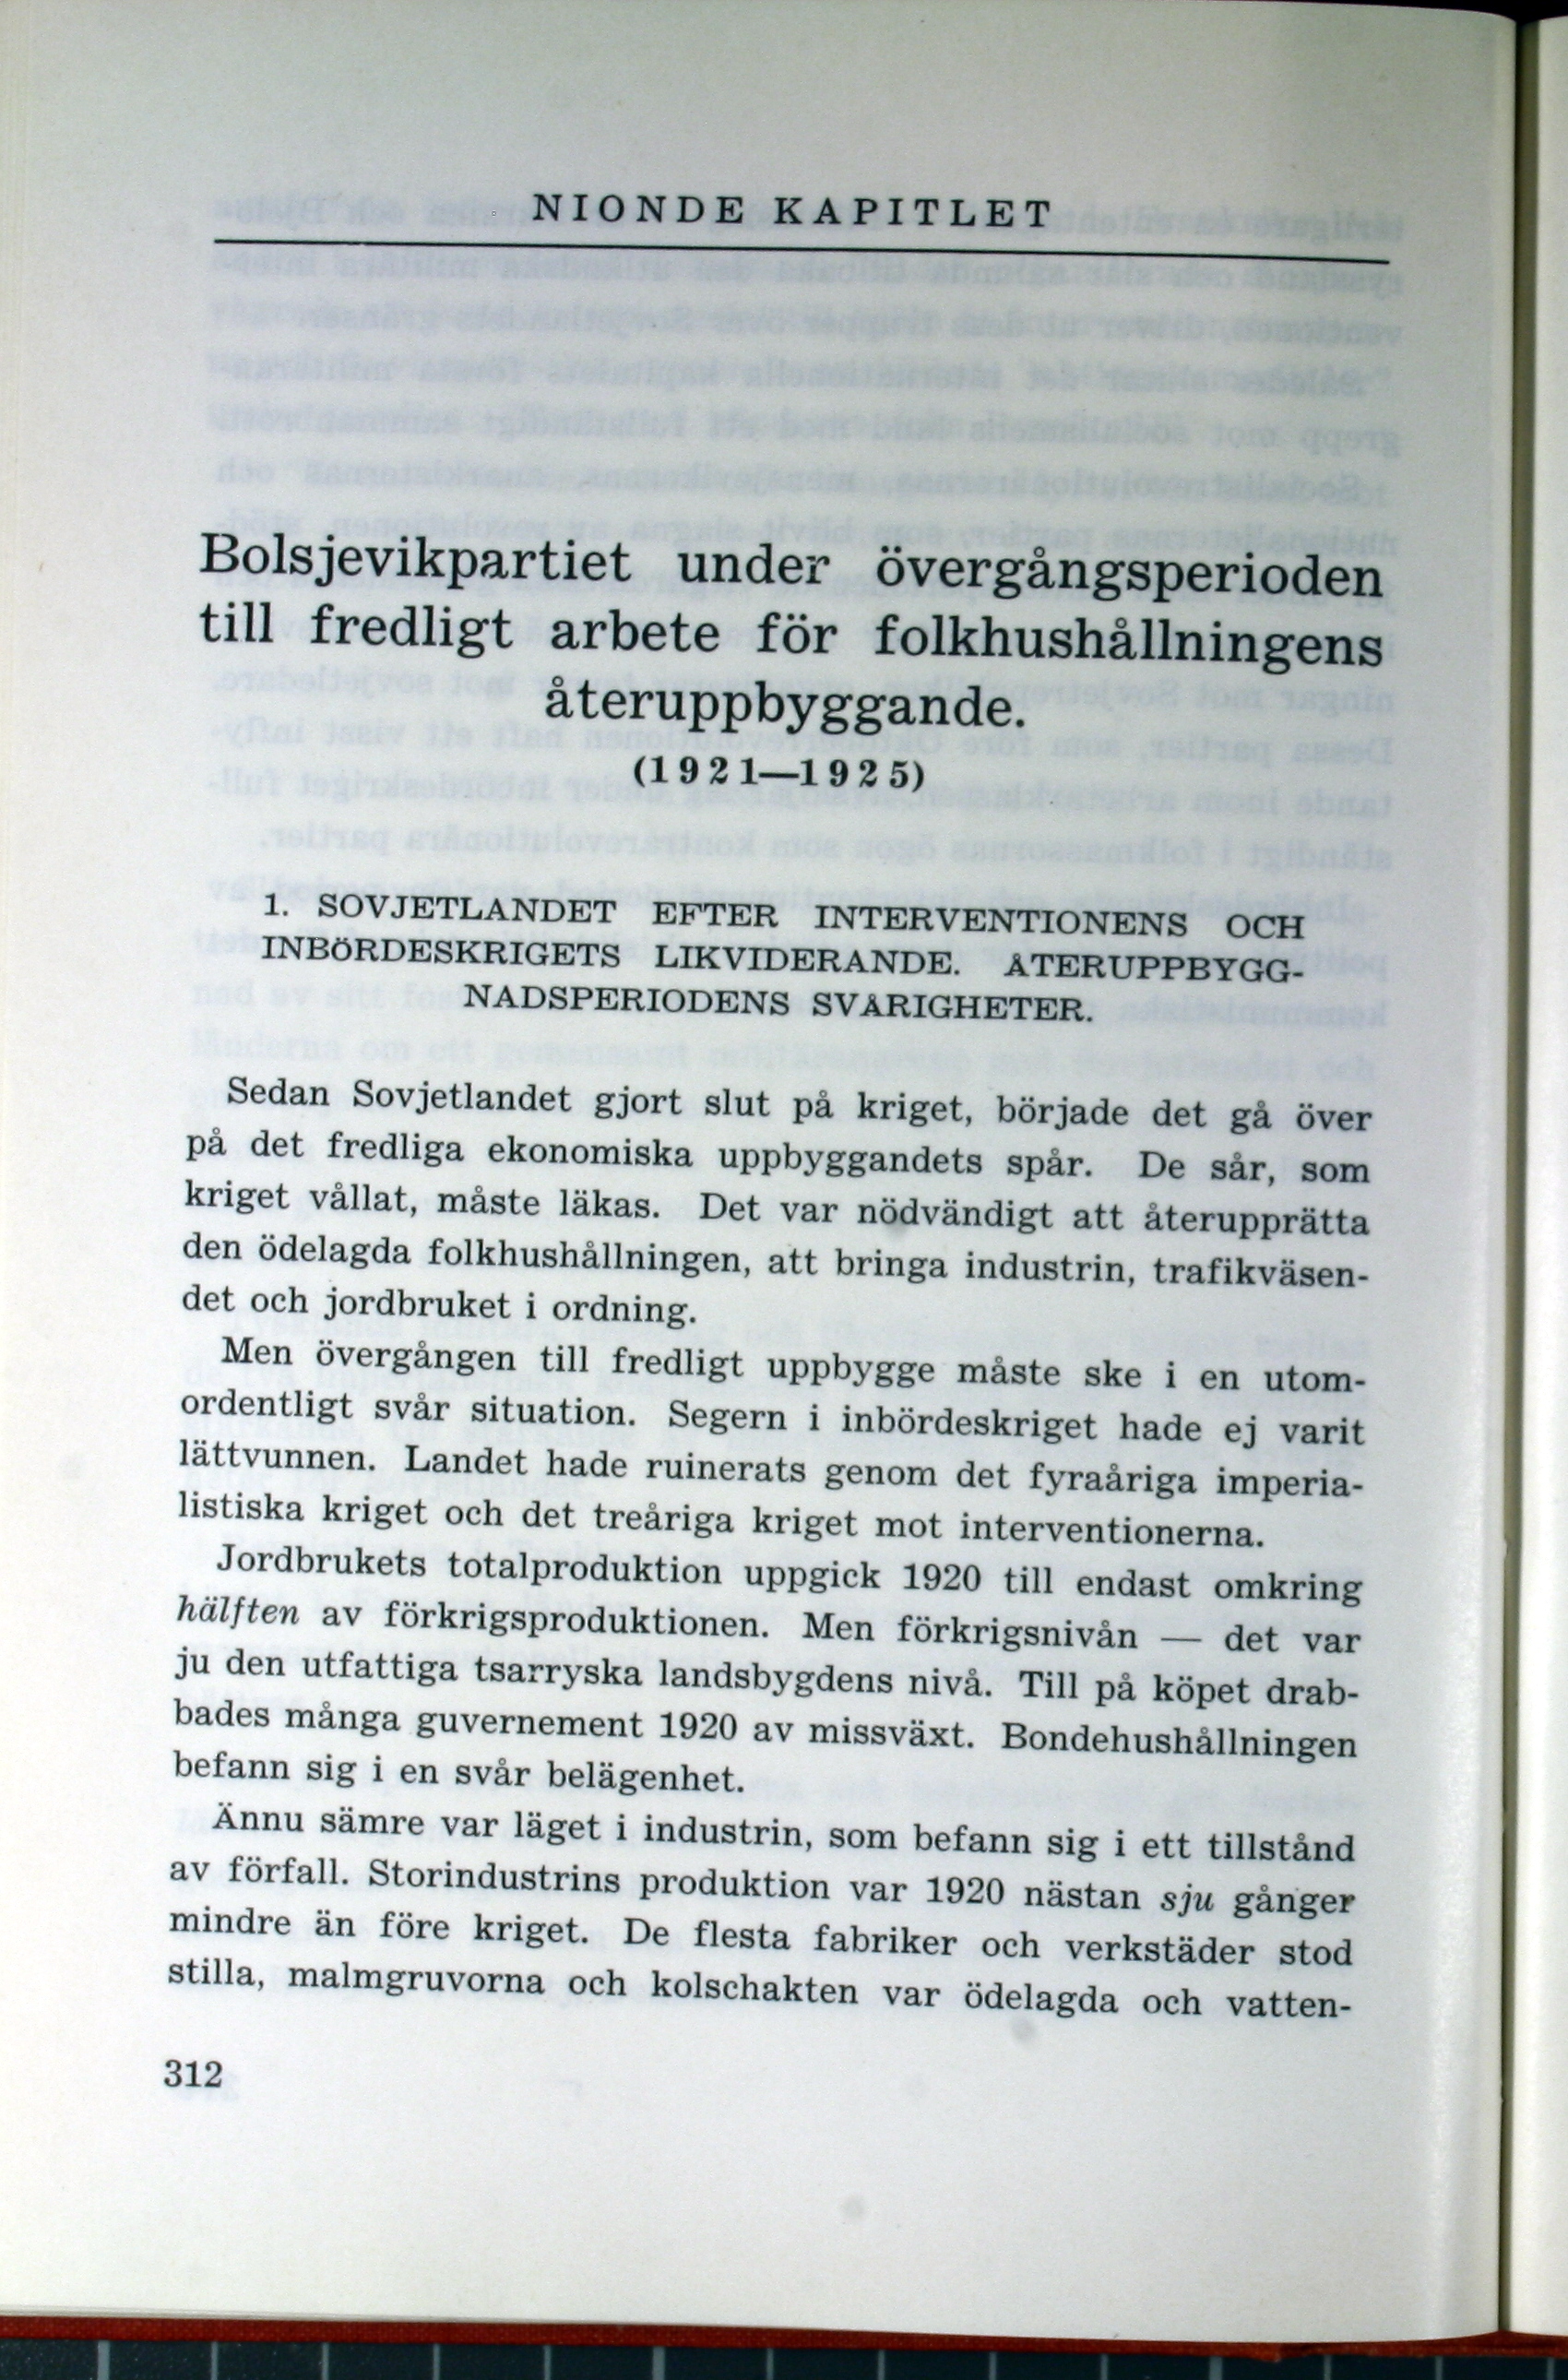 NIONDE KAPITLET
Bolsjevikpartiet under övergångsperioden
till fredligt arbete för folkhushållningens
återuppbyggande.
(1921—1925)
1. SOVJETLANDET EFTER INTERVENTIONENS OCH
INBÖRDESKRIGETS LIKVIDERANDE. ÅTERUPPBYGG-
NADSPERIODENS SVÅRIGHETER.
Sedan Sovjetlandet gjort slut på kriget, började det gå över
på det fredliga ekonomiska uppbyggandets spår. De sår, som
kriget vållat, måste läkas. Det var nödvändigt att återupprätta
den ödelagda folkhushållningen, att bringa industrin, trafikväsen-
det och jordbruket i ordning.
Men övergången till fredligt uppbygge måste ske i en utom-
ordentligt svår situation. Segern i inbördeskriget hade ej varit
lättvunnen. Landet hade ruinerats genom det fyraåriga imperia-
listiska kriget och det treåriga kriget mot interventionerna.
Jordbrukets totalproduktion uppgick 1920 till endast omkring
hälften av förkrigsproduktionen. Men förkrigsnivån — det var
ju den utfattiga tsarryska landsbygdens nivå. Till på köpet drab-
bades många guvernement 1920 av missväxt. Bondehushållningen
befann sig i en svår belägenhet.
Ännu sämre var läget i industrin, som befann sig i ett tillstånd
av förfall. Storindustrins produktion var 1920 nästan sju gånger
mindre än före kriget. De flesta fabriker och verkstäder stod
stilla, malmgruvorna och kolschakten var ödelagda och vatten-
312